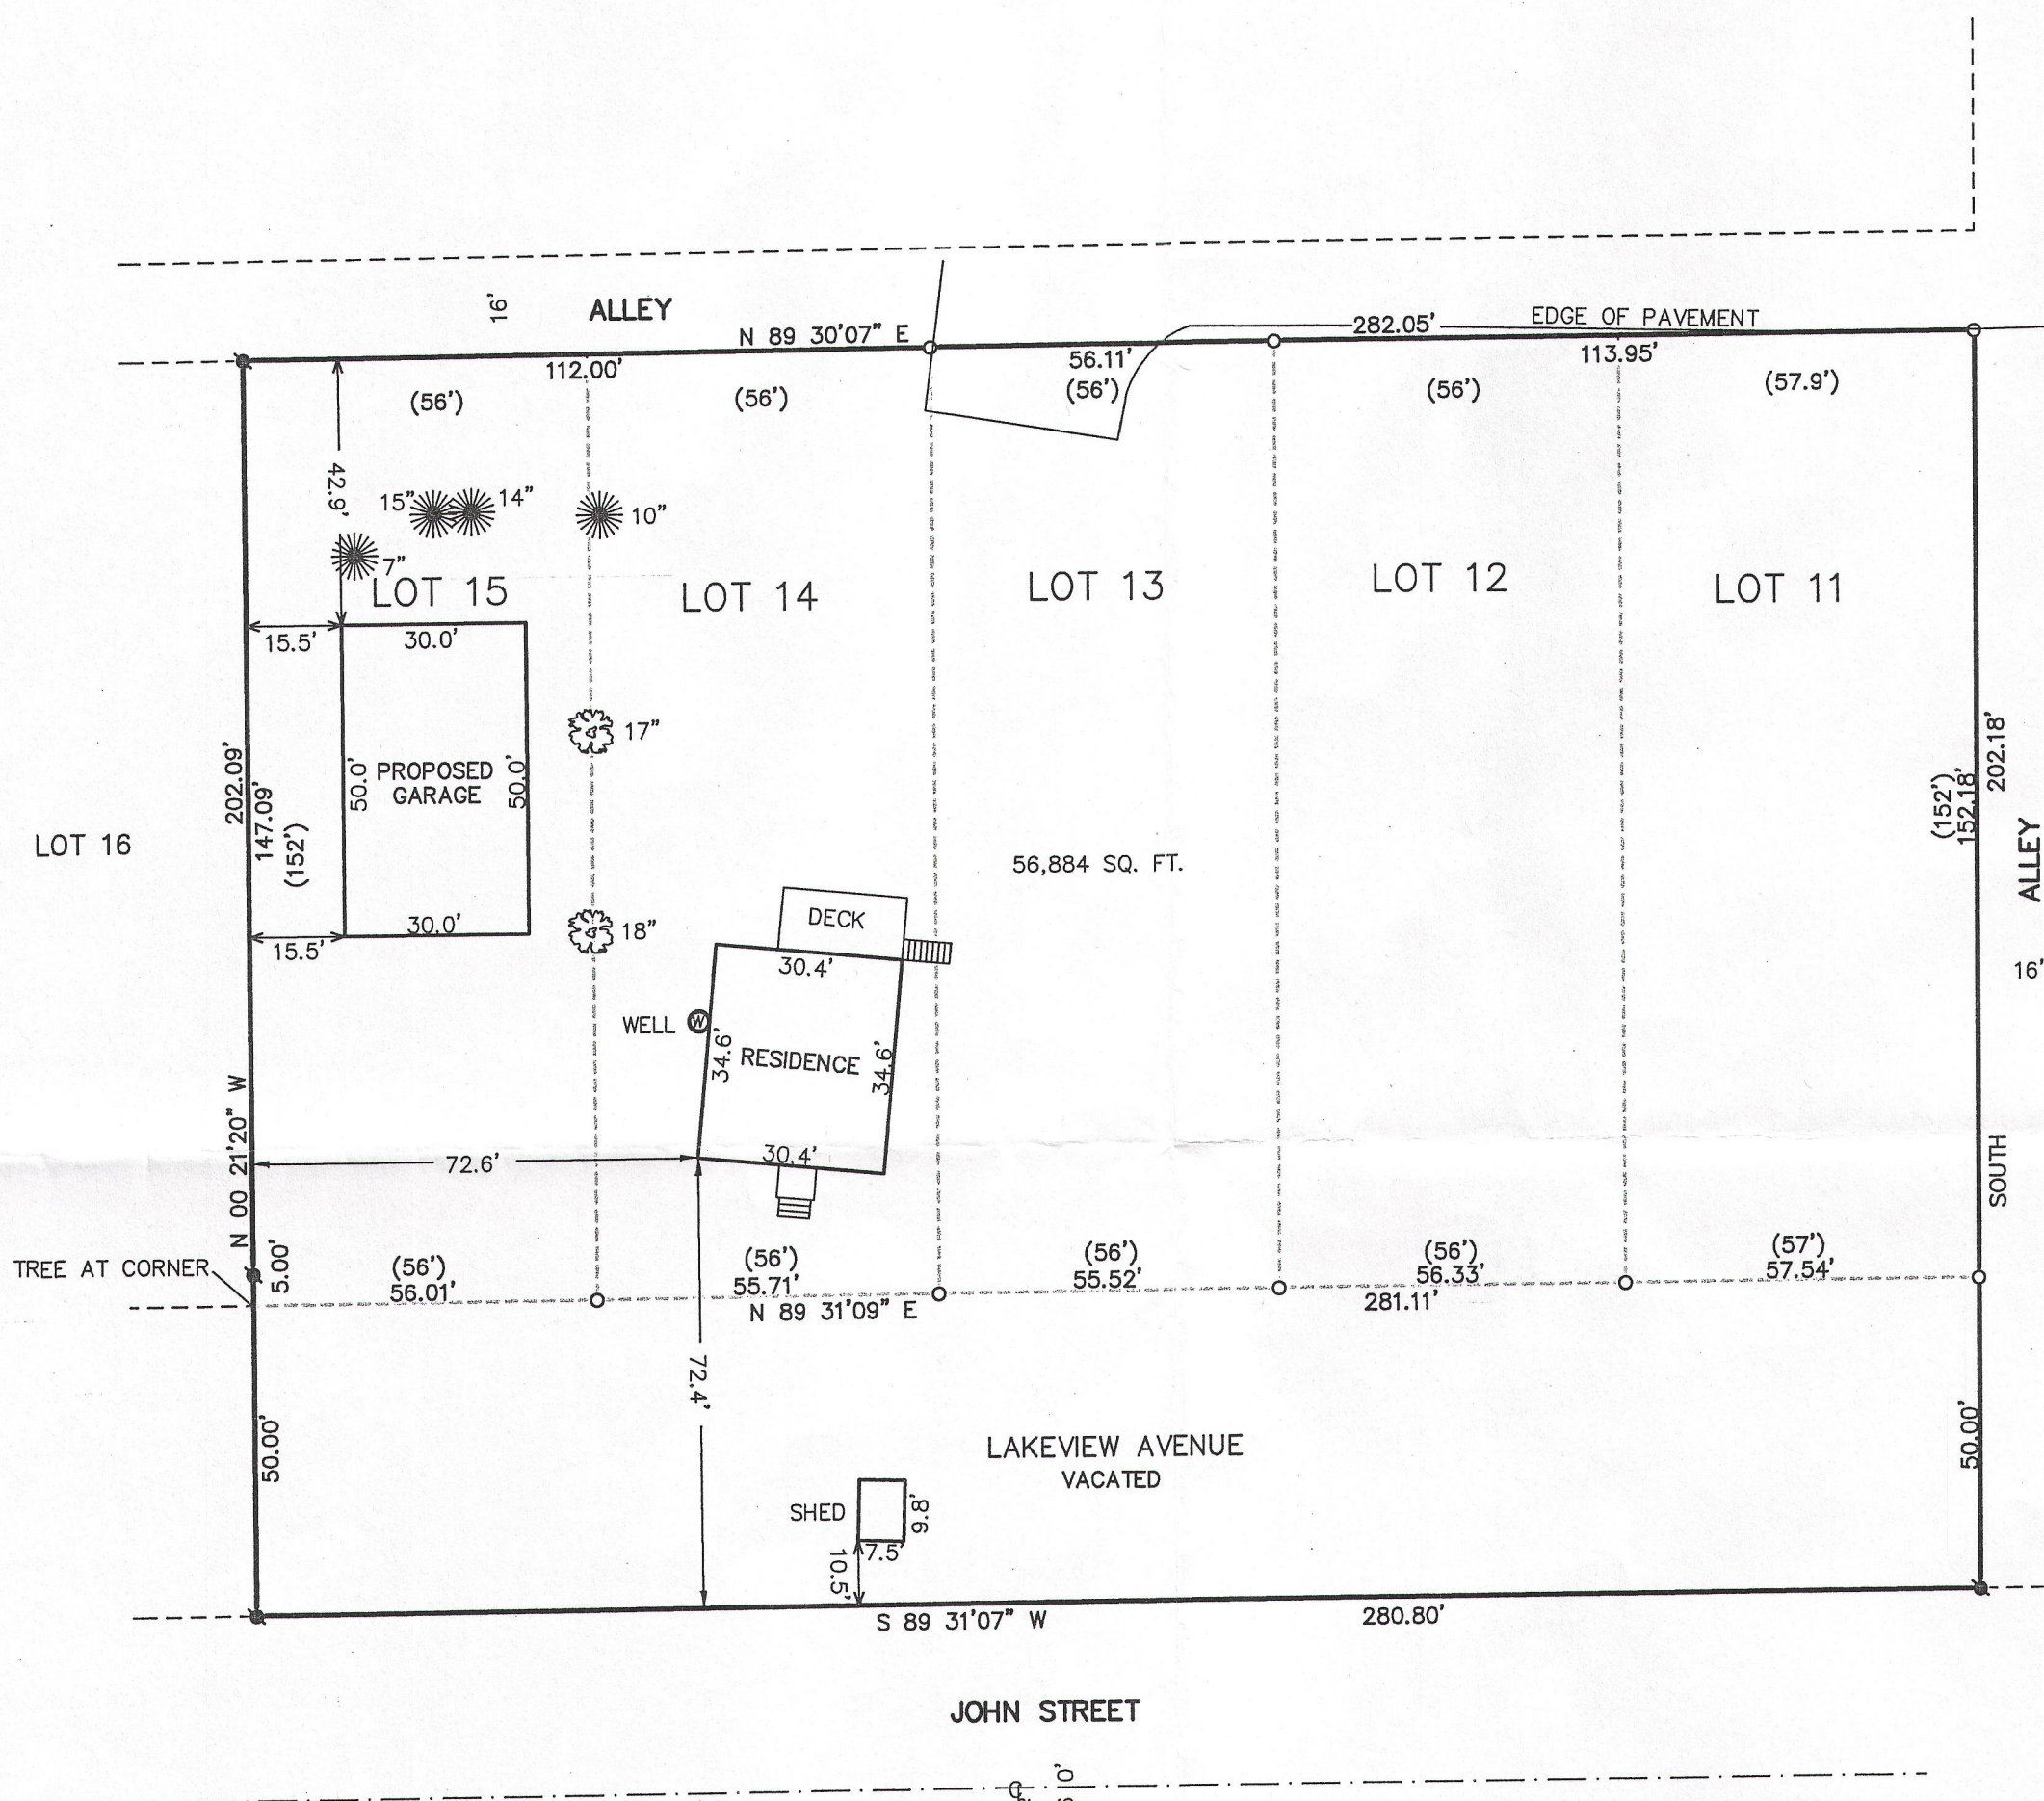 16'
ALLEY
N 89 30'07" E
282.05'
EDGE OF PAVEMENT
112.00'
56.11'
113.95'
(56')
(56')
(56')
(56')
(57.9')
42.9'
15"
14"
10"
7"
LOT 15
LOT 14
LOT 13
LOT 12
LOT 11
15.5'
30.0'
17"
202.09'
147.09'
(152')
50.0'
PROPOSED
GARAGE
50.0'
LOT 16
56,884 SQ. FT.
(152')
152.18'
202.18'
ALLEY
16'
15.5'
30.0'
18"
DECK
30.4'
WELL
W
34.6'
RESIDENCE
34.6'
N 00 21'20" W
72.6'
30.4'
SOUTH
TREE AT CORNER
5.00'
(56')
56.01'
(56')
55.71'
(56')
55.52'
(56')
56.33'
(57')
57.54'
N 89 31'09" E
281.11'
72.4'
50.00'
50.00'
LAKEVIEW AVENUE
VACATED
SHED
9.8'
7.5'
10.5'
S 89 31'07" W
280.80'
JOHN STREET